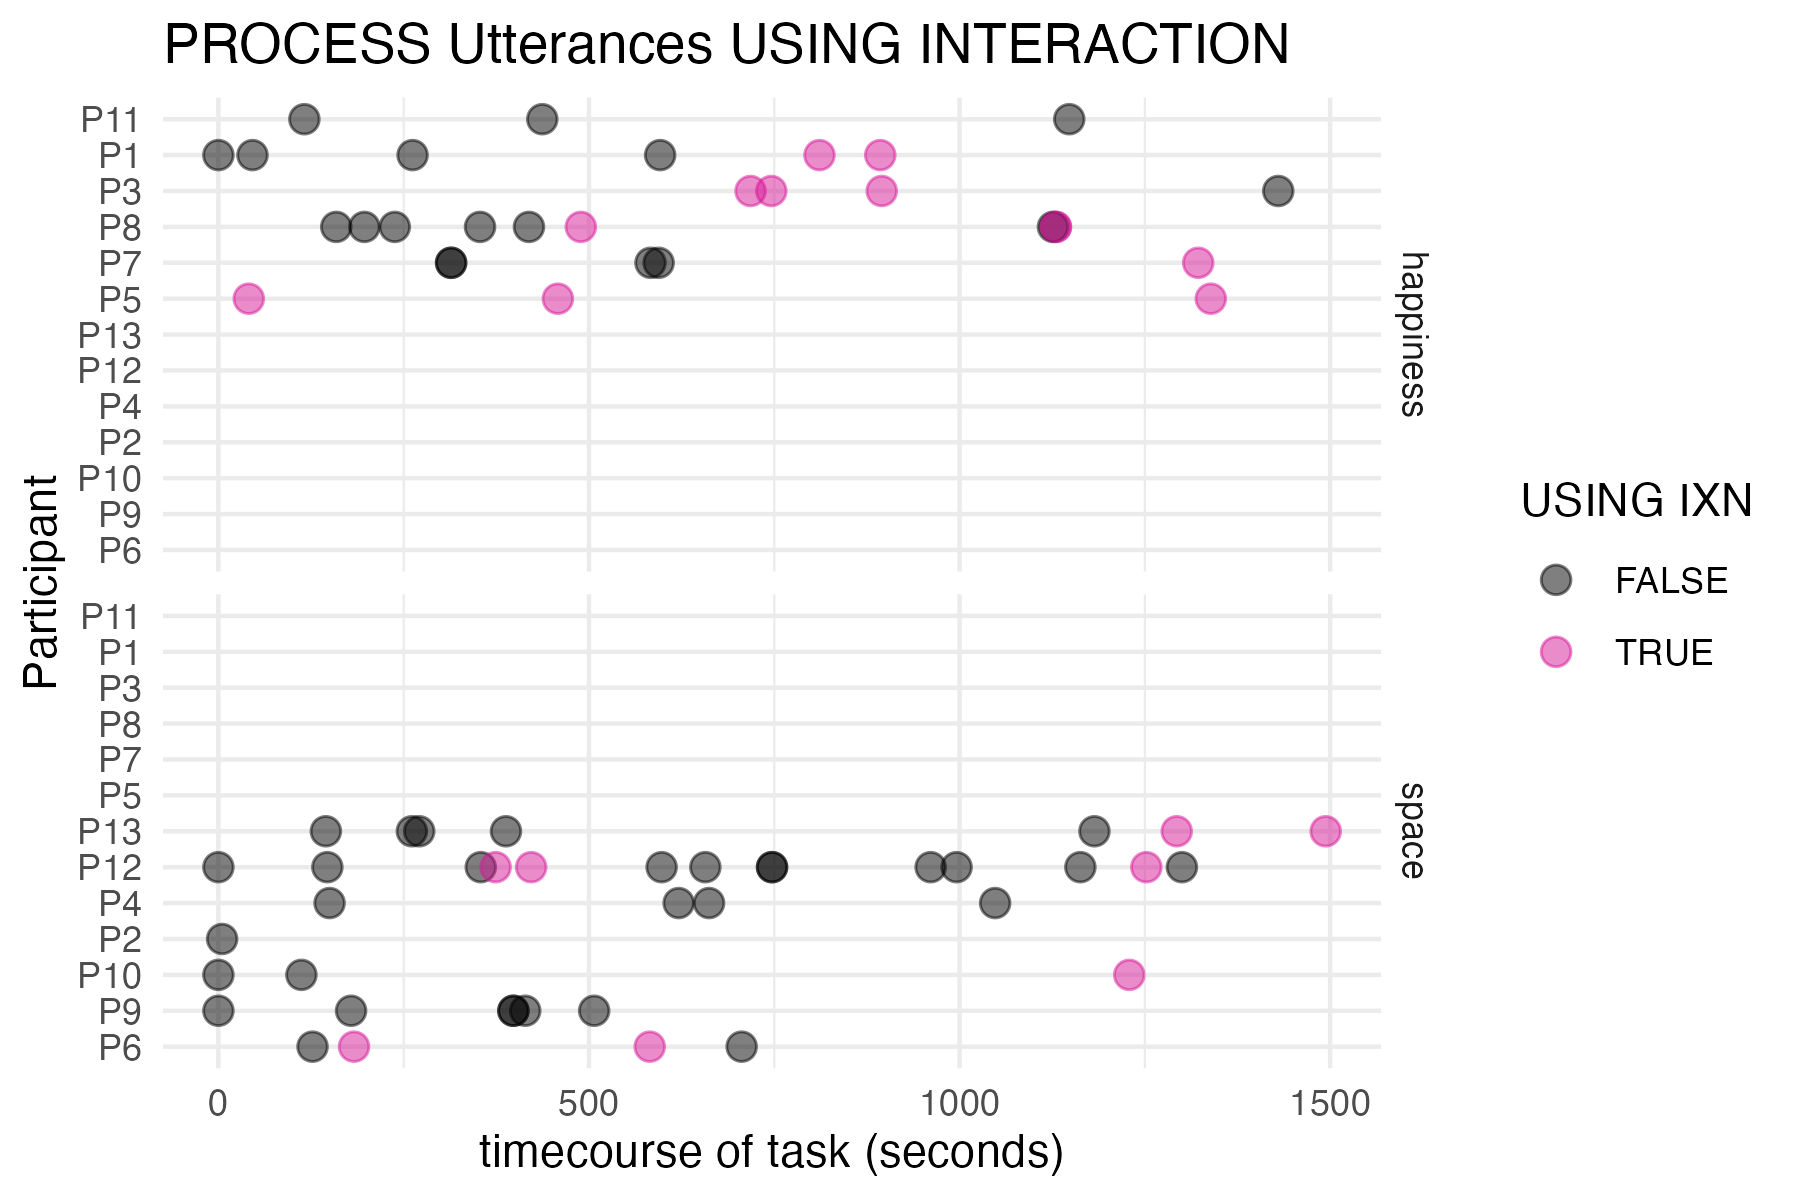 PROCESS Utterances USING INTERACTION
Participant
P11
P1
P3
P8
P7
P5
P13
P12
P4
P2
P10
P9
P6
happiness
P11
P1
P3
P8
P7
P5
P13
P12
P4
P2
P10
P9
P6
space
0 500 1000 1500
timecourse of task (seconds)
USING IXN
FALSE
TRUE